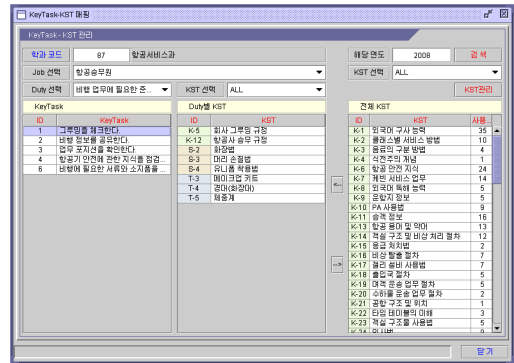 KeyTask-KST 매핑
KeyTask - KST 관리
학과 코드 87 항공서비스과 해당 연도 2008 검색
Job 선택 항공승무원 KST 선택 ALL
Duty 선택 비행 업무에 필요한 준... KST 선택 ALL KST관리
KeyTask Duty별 KST 전체 KST
ID KeyTask ID KST ID KST 사용...
1 그루밍을 체크한다. K-5 회사 그루밍 규정 K-1 외국어 구사 능력 35
2 비행 정보를 공유한다. K-12 항공사 승무 규정 K-2 클래스별 서비스 방법 10
3 업무 포지션을 확인한다. S-2 화장법 K-3 음료의 구분 방법 4
4 항공기 안전에 관한 지식을 점검... S-3 머리 손질법 K-4 식전주의 개념 1
6 비행에 필요한 서류와 소지품을 ... S-4 유니폼 착용법 K-6 항공 안전 지식 24
T-3 메이크업 키트 K-7 케빈 서비스 업무 14
T-4 경대(화장대) K-8 외국어 독해 능력 5
T-5 체중계 K-9 운항지 정보 5
K-10 PA 사용법 9
<--
K-11 승객 정보 16
K-13 항공 용어 및 약어 13
K-14 객실 구조 및 비상 처리 절차 12
K-15 응급 처치법 2
K-16 비상 탈출 절차 7
-->
K-17 갤리 설비 사용법 7
K-18 출입국 절차 5
K-19 여객 운송 업무 절차 5
K-20 수하물 운송 업무 절차 2
K-21 공항 구조 및 위치 1
K-22 타임 테이블의 이해 3
K-23 객실 구조물 사용법 5
닫기